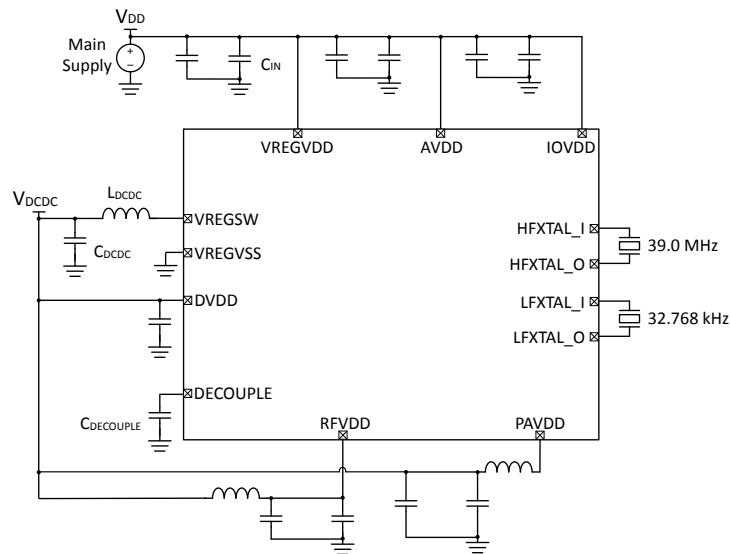 VDD
Main
Supply
+
−
CIN
VREGVDD
AVDD
IOVDD
VDCDC
LDCDC
VREGSW
CDCDC
VREGVSS
DVDD
DECOUPLE
CDECOUPLE
HFXTAL_I
39.0 MHz
HFXTAL_O
LFXTAL_I
32.768 kHz
LFXTAL_O
RFVDD
PAVDD